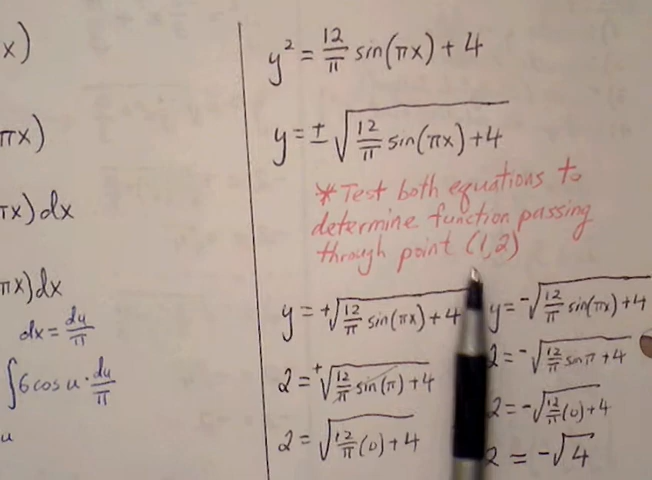 x)
πx)
πx) dx
πx) dx
dx = du/π
∫6 cos u · du/π
u
y² = 12/π sin(πx) + 4
y = ± √(12/π sin(πx) + 4)
*Test both equations to
determine function passing
through point (1,2)
y = +√(12/π sin(πx) + 4)
2 = +√(12/π sin(π) + 4)
2 = √(12/π (0) + 4)
y = -√(12/π sin(πx) + 4)
2 = -√(12/π sin π + 4)
2 = -√(12/π (0) + 4)
2 = -√4